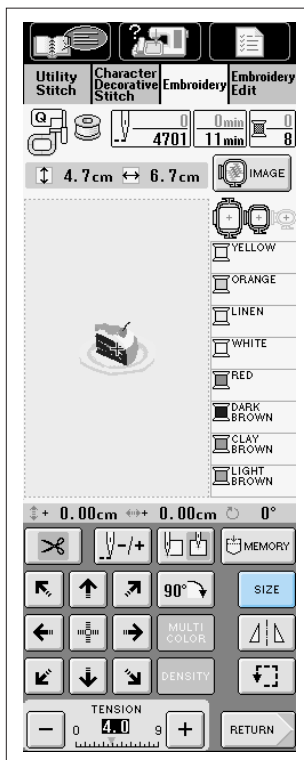 Utility Stitch
Character Decorative Stitch
Embroidery
Embroidery Edit
Q
0
4701
0min
11min
0
8
4.7cm 6.7cm
IMAGE
YELLOW
ORANGE
LINEN
WHITE
RED
DARK BROWN
CLAY BROWN
LIGHT BROWN
+ 0.00cm + 0.00cm 0°
-/+
MEMORY
90°
SIZE
MULTI COLOR
DENSITY
TENSION
- 0 4.0 9 +
RETURN